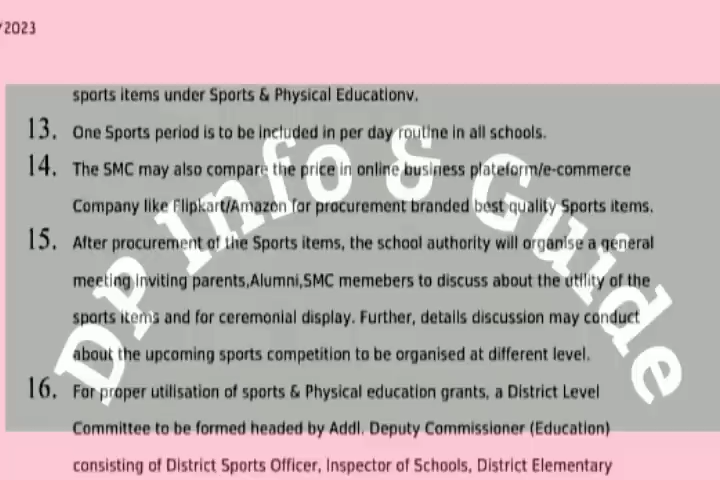 /2023
sports items under Sports & Physical Educationv.
13. One Sports period is to be included in per day routine in all schools.
14. The SMC may also compare the price in online business plateform/e-commerce
Company like Flipkart/Amazon for procurement branded best quality Sports items.
15. After procurement of the Sports items, the school authority will organise a general
meeting inviting parents,Alumni,SMC memebers to discuss about the utility of the
sports items and for ceremonial display. Further, details discussion may conduct
about the upcoming sports competition to be organised at different level.
16. For proper utilisation of sports & Physical education grants, a District Level
Committee to be formed headed by Addl. Deputy Commissioner (Education)
consisting of District Sports Officer, Inspector of Schools, District Elementary
DP Info & Guide